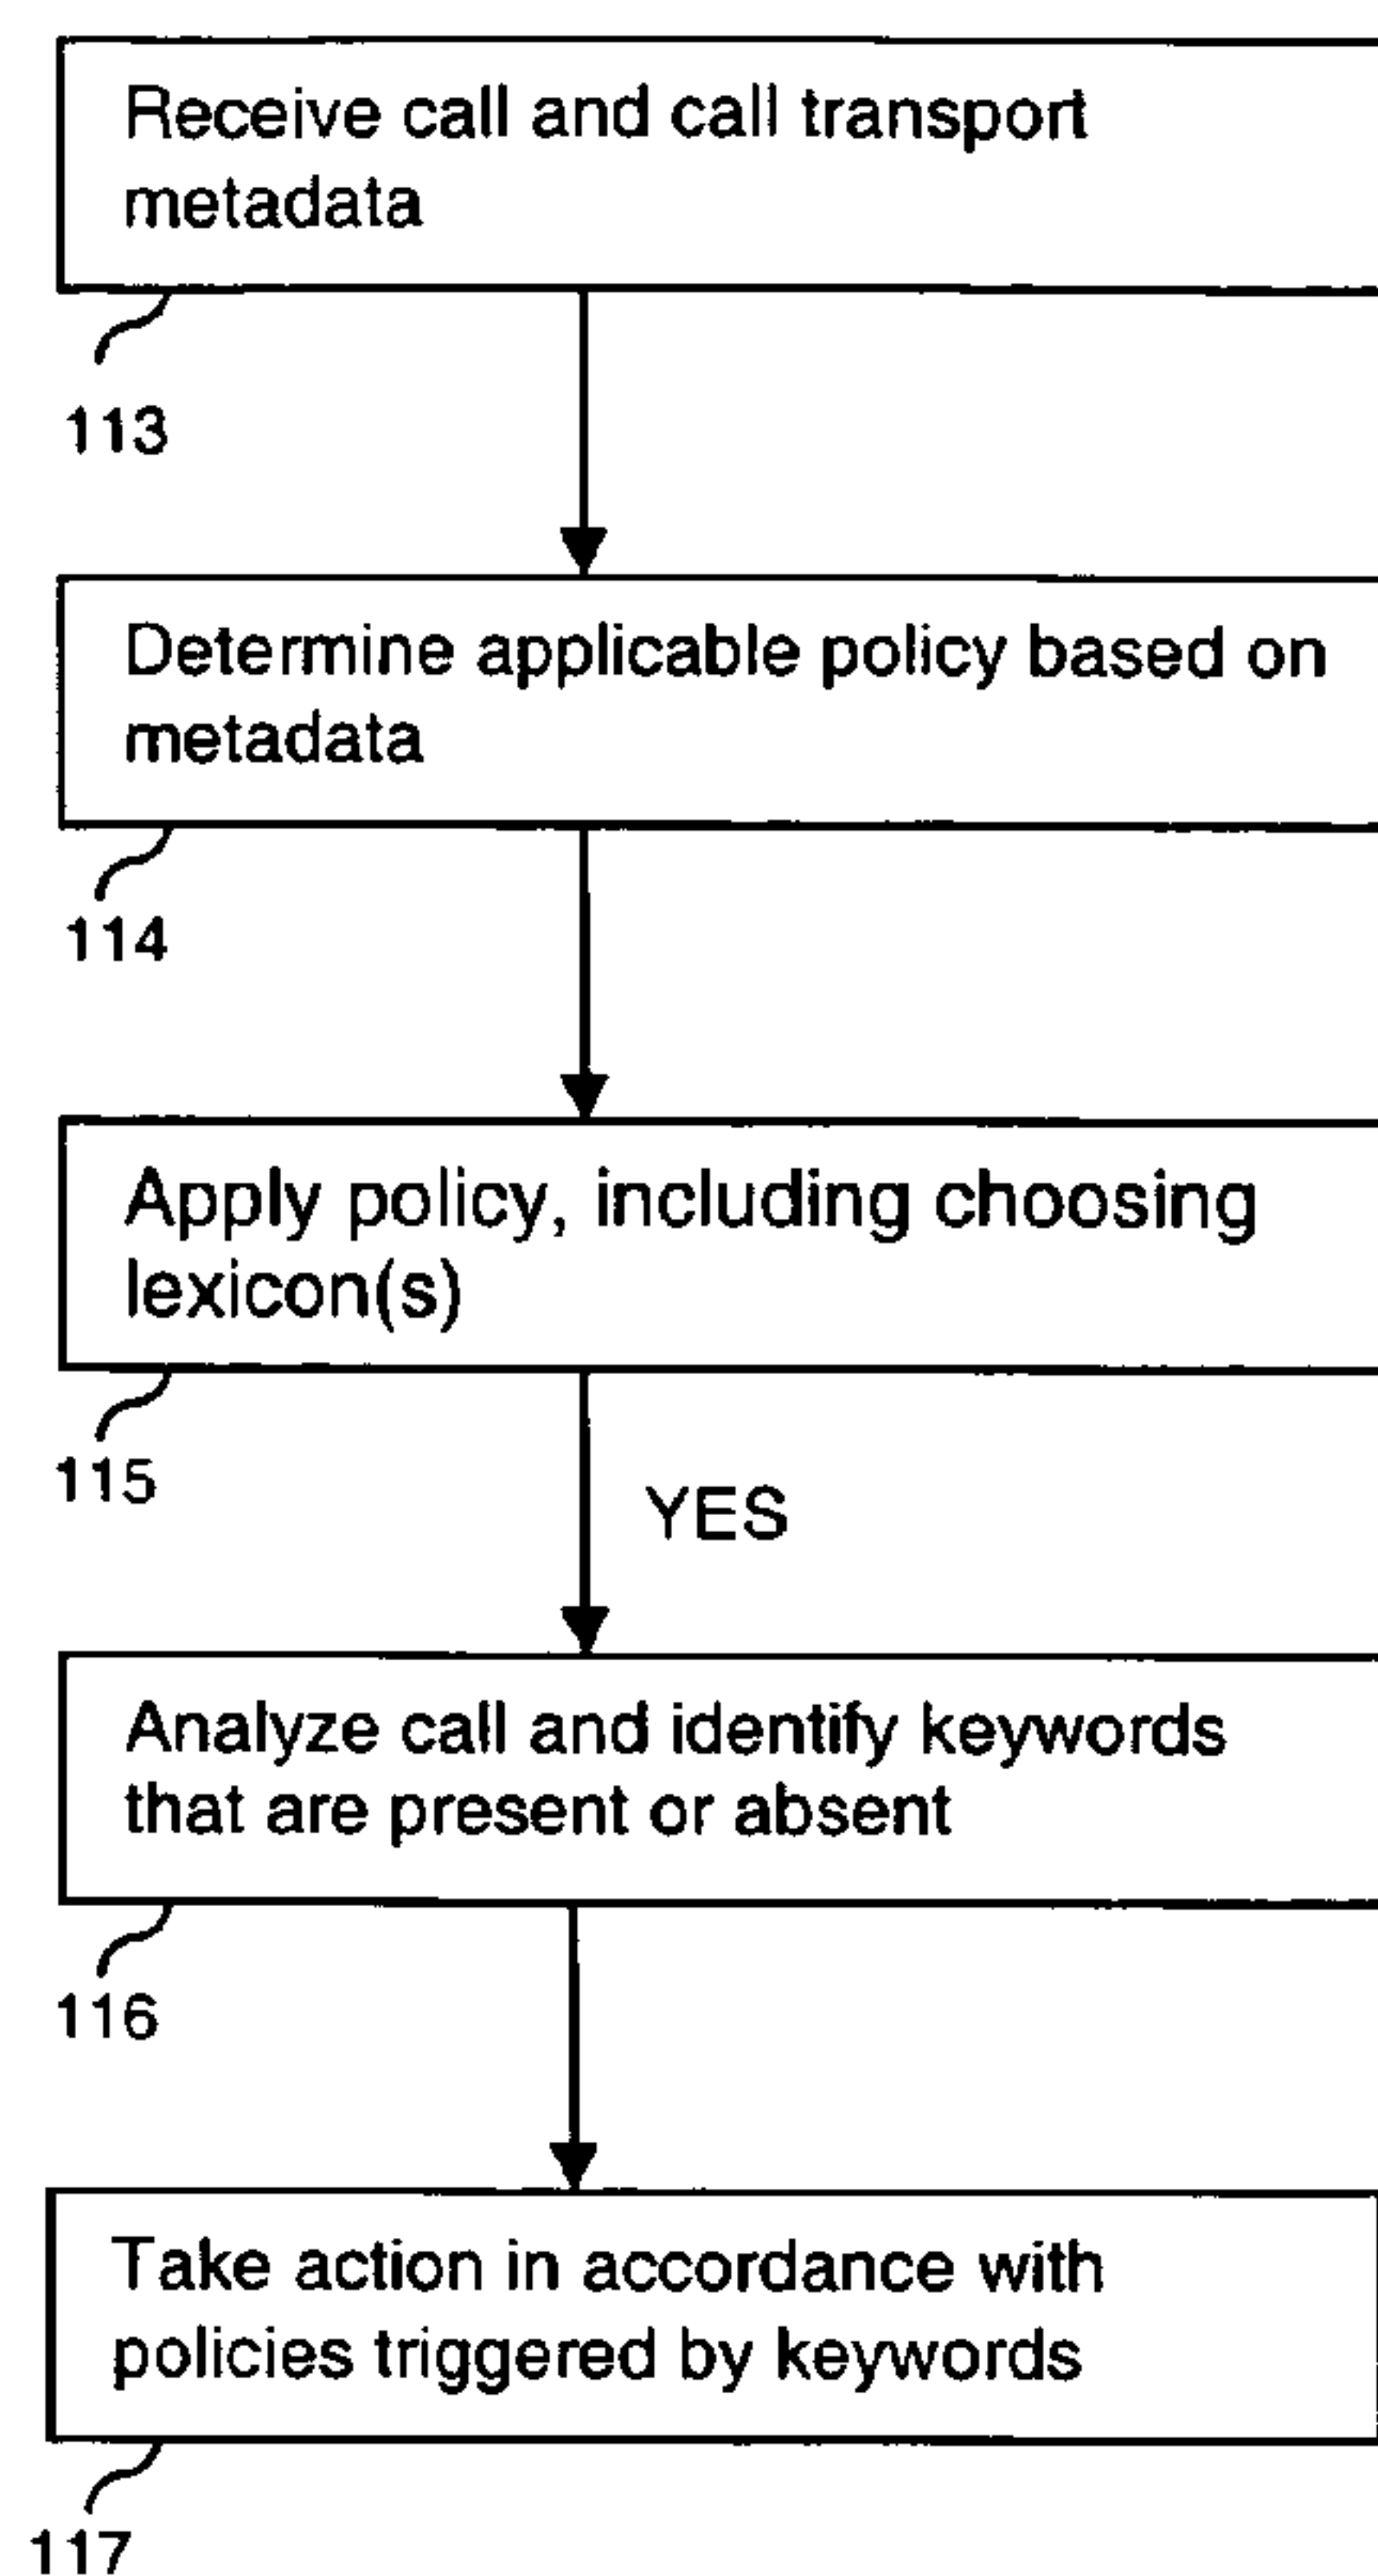 Receive call and call transport
metadata
113
Determine applicable policy based on
metadata
114
Apply policy, including choosing
lexicon(s)
115
YES
Analyze call and identify keywords
that are present or absent
116
Take action in accordance with
policies triggered by keywords
117